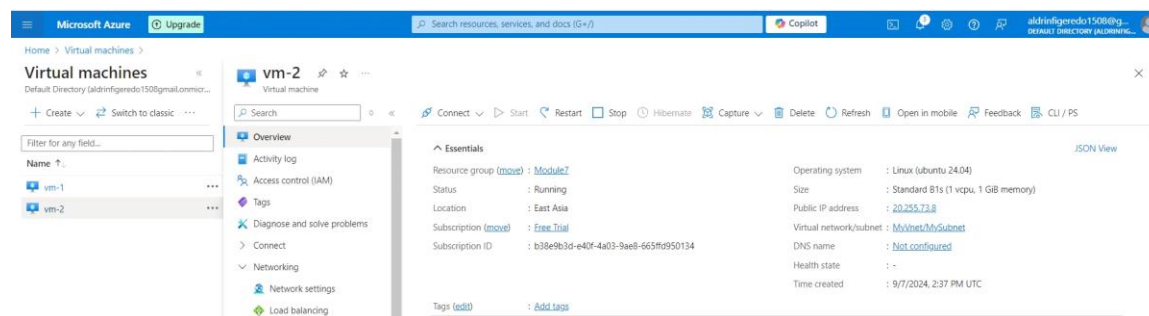 Microsoft Azure
Upgrade
Search resources, services, and docs (G+/)
Copilot
aldrinfigeredo1508@g...
DEFAULT DIRECTORY (ALDRINFIG...
Home > Virtual machines >
Virtual machines
Default Directory (aldrinfigeredo1508gmail.onmicr...
Create
Switch to classic
...
Filter for any field...
Name ↑
vm-1
...
vm-2
...
vm-2
...
Virtual machine
Search
Overview
Activity log
Access control (IAM)
Tags
Diagnose and solve problems
Connect
Networking
Network settings
Load balancing
Connect Start Restart Stop Hibernate Capture Delete Refresh Open in mobile Feedback CLI / PS
Essentials
JSON View
Resource group (move) : Module7
Status : Running
Location : East Asia
Subscription (move) : Free Trial
Subscription ID : b38e9b3d-e40f-4a03-9ae8-665ffd950134
Operating system : Linux (ubuntu 24.04)
Size : Standard B1s (1 vcpu, 1 GiB memory)
Public IP address : 20.255.73.8
Virtual network/subnet : MyVnet/MySubnet
DNS name : Not configured
Health state : -
Time created : 9/7/2024, 2:37 PM UTC
Tags (edit) : Add tags